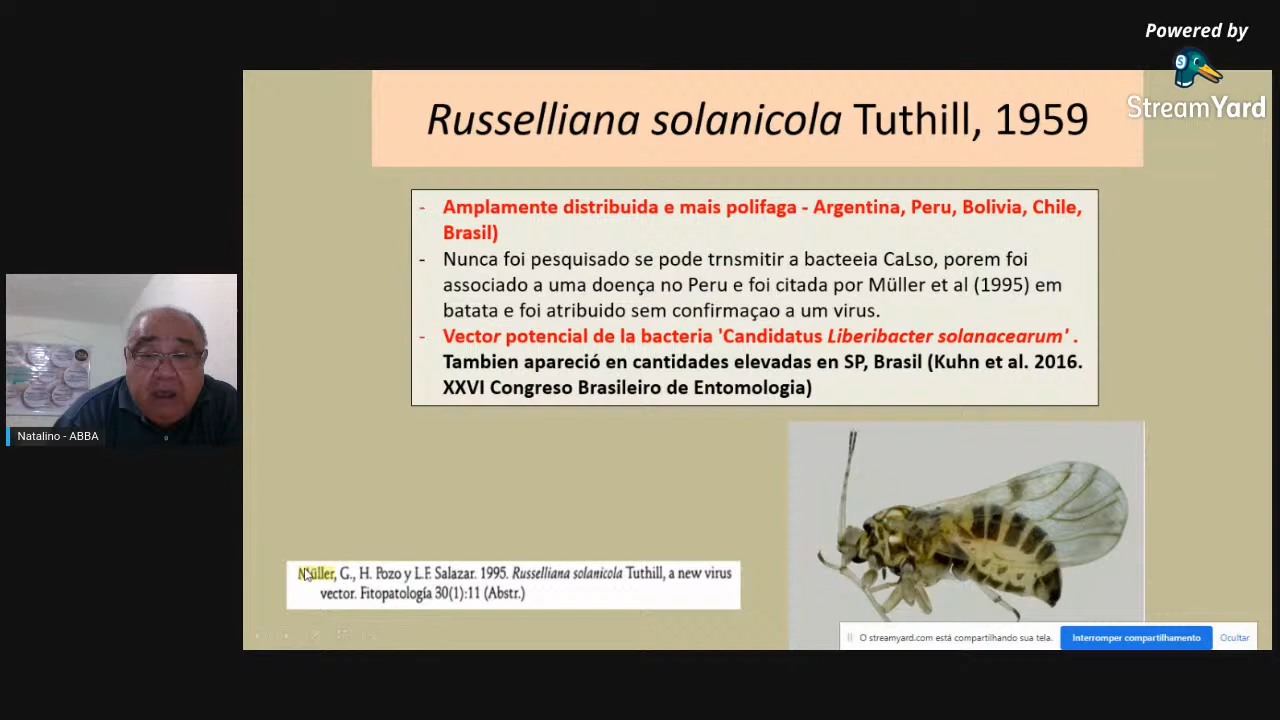 Powered by
StreamYard
Russelliana solanicola Tuthill, 1959
- Amplamente distribuida e mais polifaga - Argentina, Peru, Bolivia, Chile,
Brasil)
- Nunca foi pesquisado se pode trnsmitir a bacteeia CaLso, porem foi
associado a uma doença no Peru e foi citada por Müller et al (1995) em
batata e foi atribuido sem confirmaçao a um virus.
- Vector potencial de la bacteria 'Candidatus Liberibacter solanacearum' .
Tambien apareció en cantidades elevadas en SP, Brasil (Kuhn et al. 2016.
XXVI Congreso Brasileiro de Entomologia)
Natalino - ABBA
Müller, G., H. Pozo y L.F. Salazar. 1995. Russelliana solanicola Tuthill, a new virus
vector. Fitopatología 30(1):11 (Abstr.)
O streamyard.com está compartilhando sua tela.
Interromper compartilhamento
Ocultar